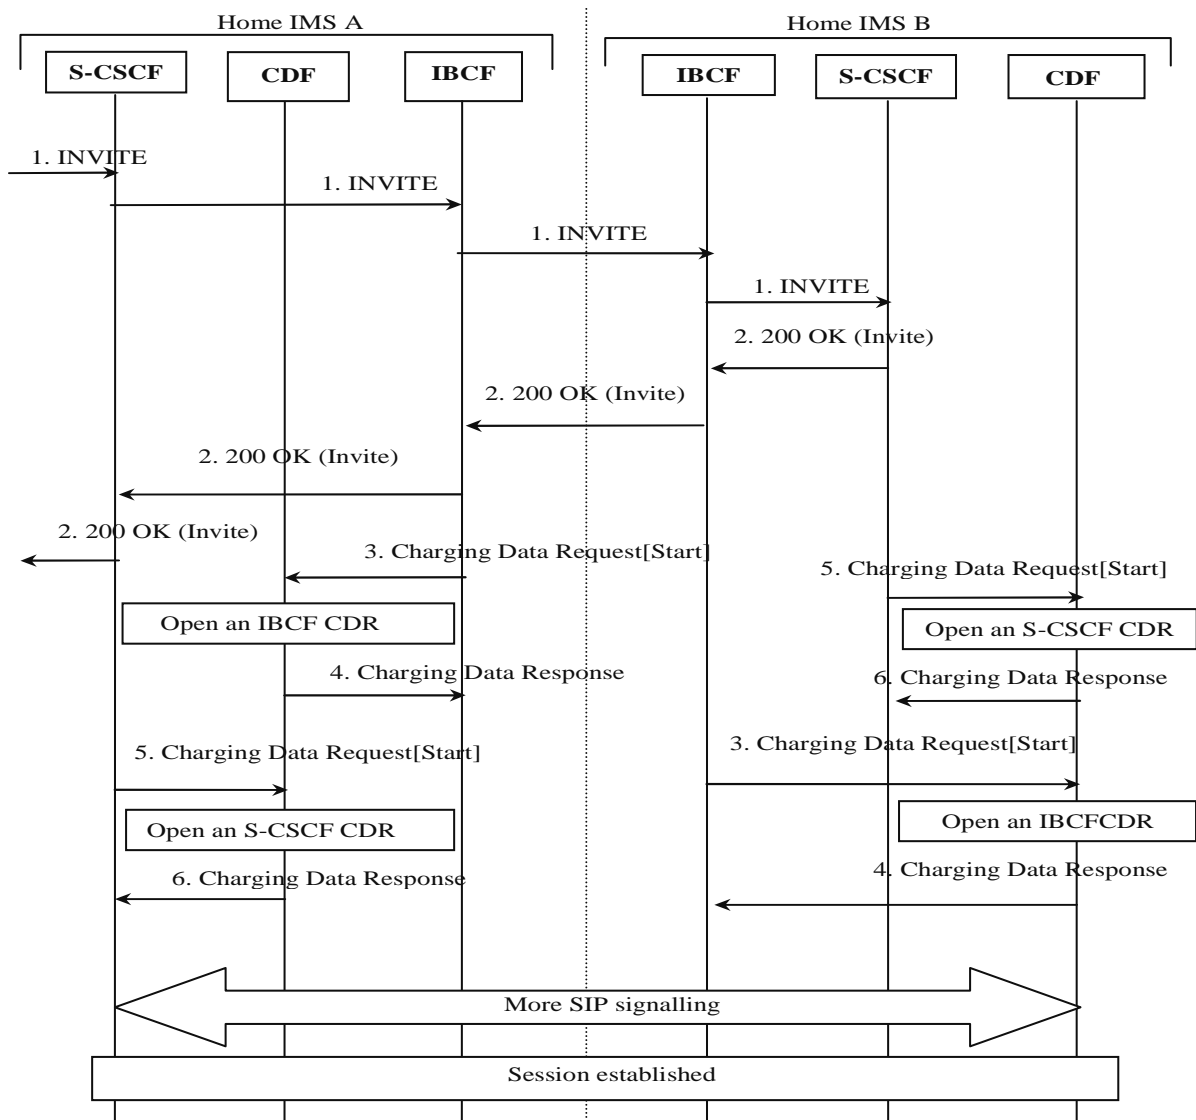 Home IMS A
Home IMS B
S-CSCF
CDF
IBCF
IBCF
S-CSCF
CDF
1. INVITE
1. INVITE
1. INVITE
1. INVITE
2. 200 OK (Invite)
2. 200 OK (Invite)
2. 200 OK (Invite)
2. 200 OK (Invite)
3. Charging Data Request[Start]
5. Charging Data Request[Start]
Open an IBCF CDR
Open an S-CSCF CDR
4. Charging Data Response
6. Charging Data Response
5. Charging Data Request[Start]
3. Charging Data Request[Start]
Open an S-CSCF CDR
Open an IBCFCDR
6. Charging Data Response
4. Charging Data Response
More SIP signalling
Session established